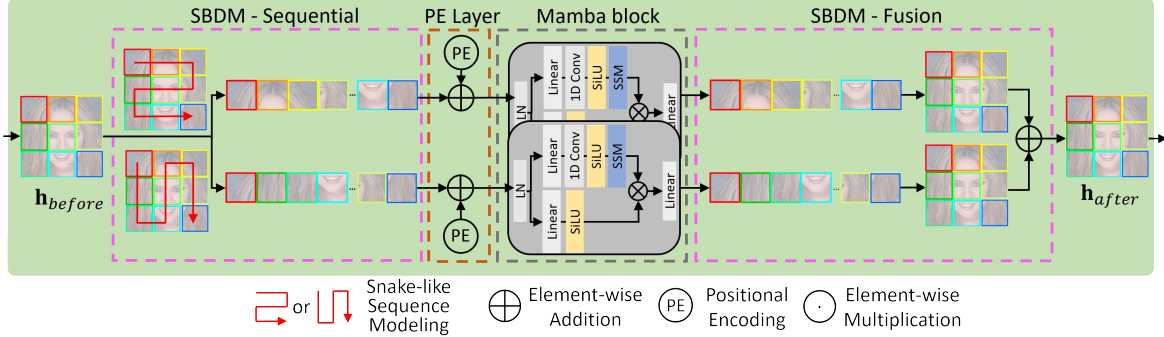 SBDM - Sequential
PE Layer
Mamba block
SBDM - Fusion
PE
Linear
1D Conv
SiLU
SSM
LN
Linear
h_before
LN
Linear
1D Conv
SiLU
SSM
Linear
Linear
SiLU
PE
h_after
or
Snake-like
Sequence
Modeling
Element-wise
Addition
PE
Positional
Encoding
Element-wise
Multiplication